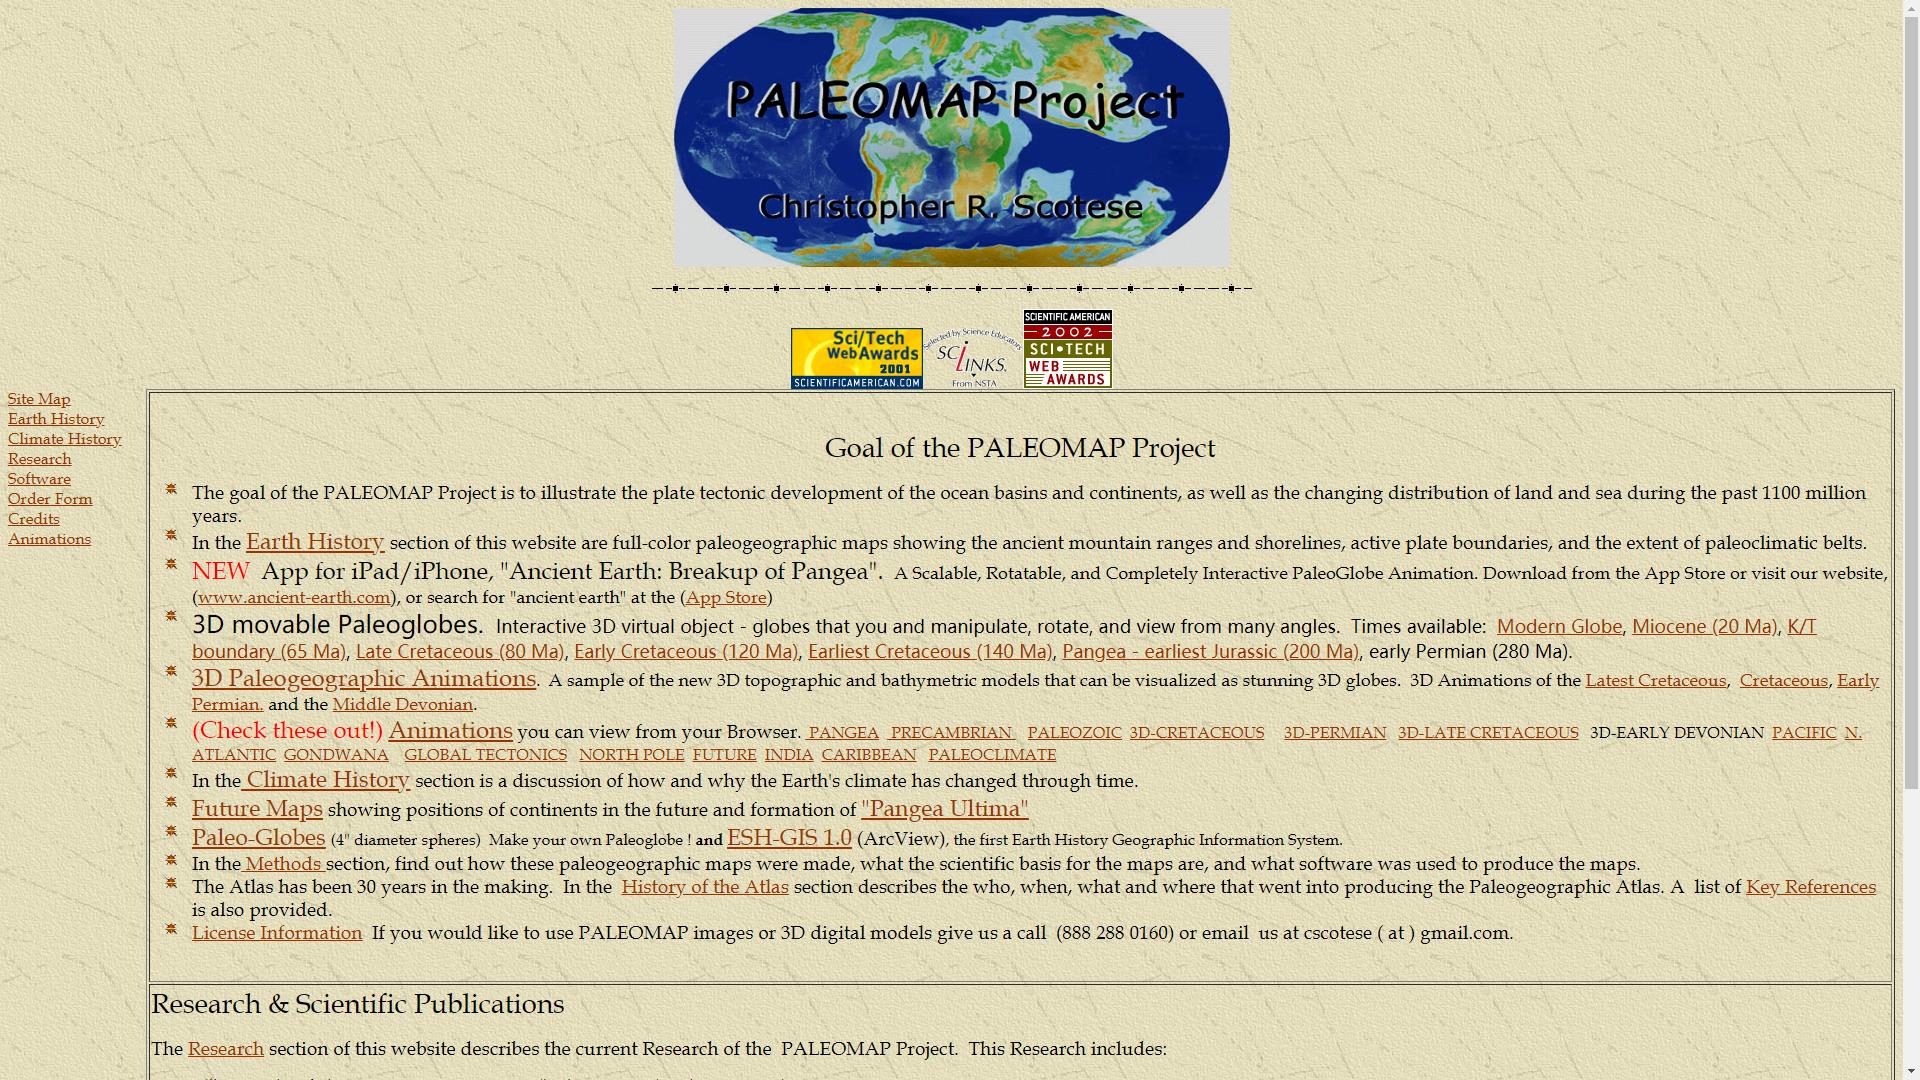 PALEOMAP Project
Christopher R. Scotese
Sci/Tech
Web Awards
2001
SCIENTIFICAMERICAN.COM
Selected by Science Educators
SCiLINKS
From NSTA
SCIENTIFIC AMERICAN
2002
SCI•TECH
WEB
AWARDS
Site Map
Earth History
Climate History
Research
Software
Order Form
Credits
Animations
Goal of the PALEOMAP Project
The goal of the PALEOMAP Project is to illustrate the plate tectonic development of the ocean basins and continents, as well as the changing distribution of land and sea during the past 1100 million
years.
In the Earth History section of this website are full-color paleogeographic maps showing the ancient mountain ranges and shorelines, active plate boundaries, and the extent of paleoclimatic belts.
NEW App for iPad/iPhone, "Ancient Earth: Breakup of Pangea". A Scalable, Rotatable, and Completely Interactive PaleoGlobe Animation. Download from the App Store or visit our website,
(www.ancient-earth.com), or search for "ancient earth" at the (App Store)
3D movable Paleoglobes. Interactive 3D virtual object - globes that you and manipulate, rotate, and view from many angles. Times available: Modern Globe, Miocene (20 Ma), K/T
boundary (65 Ma), Late Cretaceous (80 Ma), Early Cretaceous (120 Ma), Earliest Cretaceous (140 Ma), Pangea - earliest Jurassic (200 Ma), early Permian (280 Ma).
3D Paleogeographic Animations. A sample of the new 3D topographic and bathymetric models that can be visualized as stunning 3D globes. 3D Animations of the Latest Cretaceous, Cretaceous, Early
Permian. and the Middle Devonian.
(Check these out!) Animations you can view from your Browser. PANGEA PRECAMBRIAN PALEOZOIC 3D-CRETACEOUS 3D-PERMIAN 3D-LATE CRETACEOUS 3D-EARLY DEVONIAN PACIFIC N.
ATLANTIC GONDWANA GLOBAL TECTONICS NORTH POLE FUTURE INDIA CARIBBEAN PALEOCLIMATE
In the Climate History section is a discussion of how and why the Earth's climate has changed through time.
Future Maps showing positions of continents in the future and formation of "Pangea Ultima"
Paleo-Globes (4" diameter spheres) Make your own Paleoglobe ! and ESH-GIS 1.0 (ArcView), the first Earth History Geographic Information System.
In the Methods section, find out how these paleogeographic maps were made, what the scientific basis for the maps are, and what software was used to produce the maps.
The Atlas has been 30 years in the making. In the History of the Atlas section describes the who, when, what and where that went into producing the Paleogeographic Atlas. A list of Key References
is also provided.
License Information If you would like to use PALEOMAP images or 3D digital models give us a call (888 288 0160) or email us at cscotese ( at ) gmail.com.
Research & Scientific Publications
The Research section of this website describes the current Research of the PALEOMAP Project. This Research includes: